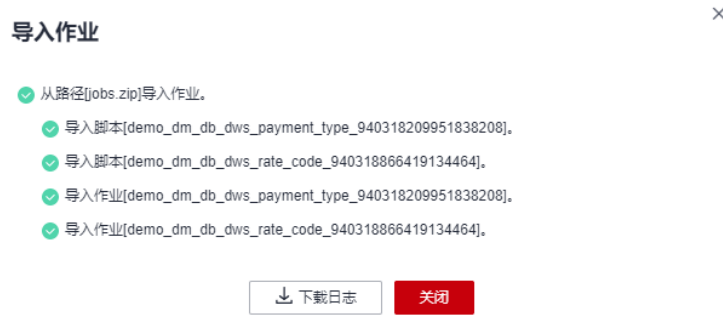 导入作业
从路径[jobs.zip]导入作业。
导入脚本[demo_dm_db_dws_payment_type_940318209951838208]。
导入脚本[demo_dm_db_dws_rate_code_940318866419134464]。
导入作业[demo_dm_db_dws_payment_type_940318209951838208]。
导入作业[demo_dm_db_dws_rate_code_940318866419134464]。
下载日志 关闭